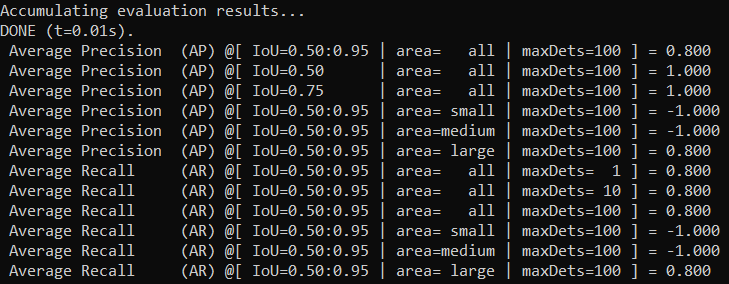 Accumulating evaluation results...
DONE (t=0.01s).
 Average Precision  (AP) @[ IoU=0.50:0.95 | area=   all | maxDets=100 ] = 0.800
 Average Precision  (AP) @[ IoU=0.50      | area=   all | maxDets=100 ] = 1.000
 Average Precision  (AP) @[ IoU=0.75      | area=   all | maxDets=100 ] = 1.000
 Average Precision  (AP) @[ IoU=0.50:0.95 | area= small | maxDets=100 ] = -1.000
 Average Precision  (AP) @[ IoU=0.50:0.95 | area=medium | maxDets=100 ] = -1.000
 Average Precision  (AP) @[ IoU=0.50:0.95 | area= large | maxDets=100 ] = 0.800
 Average Recall     (AR) @[ IoU=0.50:0.95 | area=   all | maxDets=  1 ] = 0.800
 Average Recall     (AR) @[ IoU=0.50:0.95 | area=   all | maxDets= 10 ] = 0.800
 Average Recall     (AR) @[ IoU=0.50:0.95 | area=   all | maxDets=100 ] = 0.800
 Average Recall     (AR) @[ IoU=0.50:0.95 | area= small | maxDets=100 ] = -1.000
 Average Recall     (AR) @[ IoU=0.50:0.95 | area=medium | maxDets=100 ] = -1.000
 Average Recall     (AR) @[ IoU=0.50:0.95 | area= large | maxDets=100 ] = 0.800